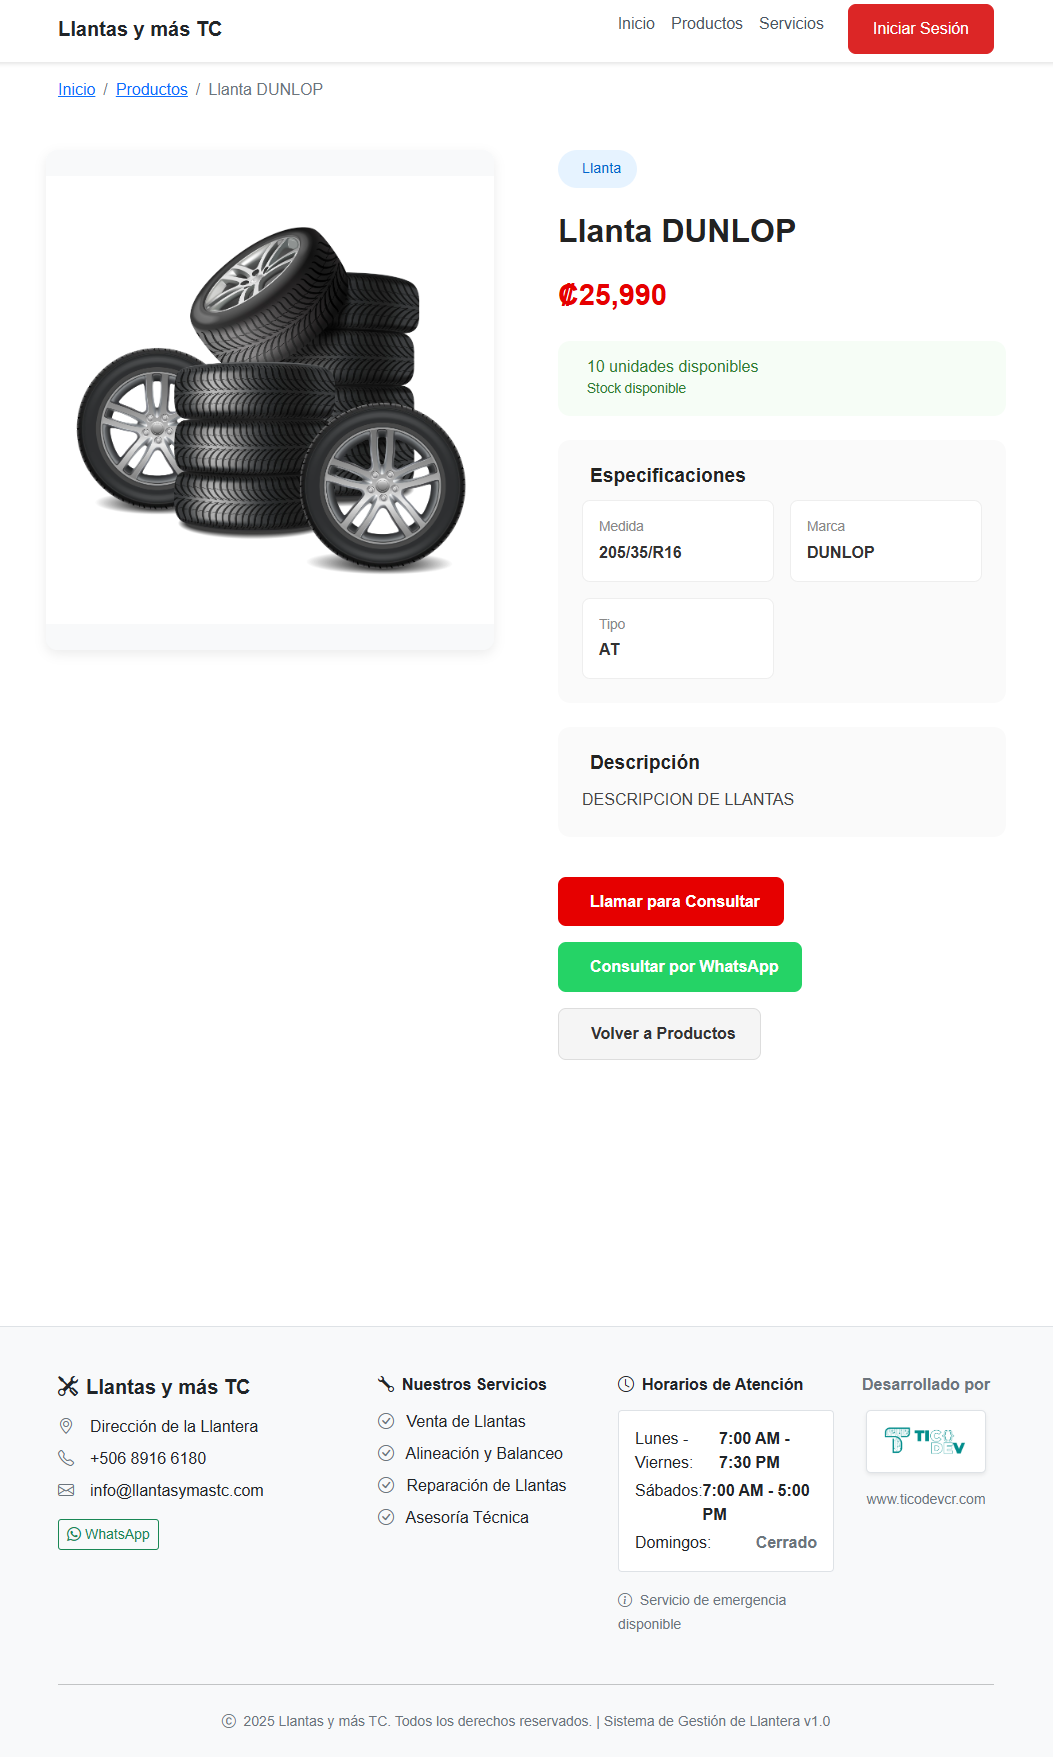 Llantas y más TC
Inicio Productos Servicios Iniciar Sesión
Inicio / Productos / Llanta DUNLOP
Llanta
Llanta DUNLOP
₡25,990
10 unidades disponibles
Stock disponible
Especificaciones
Medida
205/35/R16
Marca
DUNLOP
Tipo
AT
Descripción
DESCRIPCION DE LLANTAS
Llamar para Consultar
Consultar por WhatsApp
Volver a Productos
Llantas y más TC
Dirección de la Llantera
+506 8916 6180
info@llantasymastc.com
WhatsApp
Nuestros Servicios
Venta de Llantas
Alineación y Balanceo
Reparación de Llantas
Asesoría Técnica
Horarios de Atención
Lunes - Viernes: 7:00 AM - 7:30 PM
Sábados: 7:00 AM - 5:00 PM
Domingos: Cerrado
Servicio de emergencia
disponible
Desarrollado por
TICO
DEV
www.ticodevcr.com
© 2025 Llantas y más TC. Todos los derechos reservados. | Sistema de Gestión de Llantera v1.0